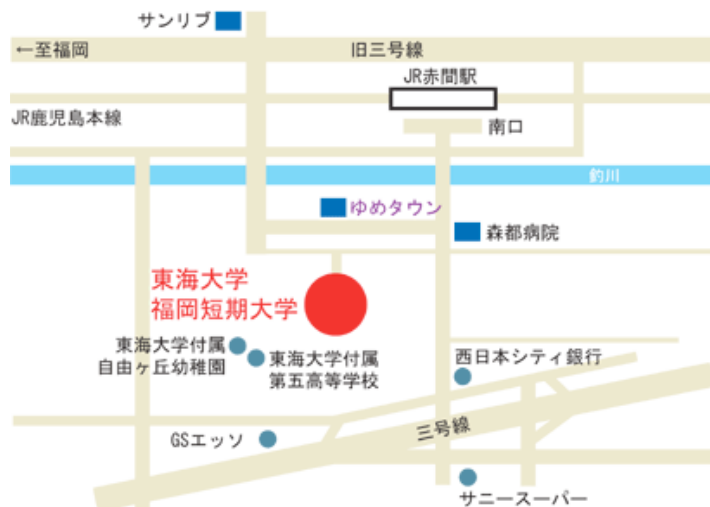 サンリブ
←至福岡
旧三号線
JR赤間駅
JR鹿児島本線
南口
釣川
ゆめタウン
森都病院
東海大学
福岡短期大学
東海大学付属
自由ヶ丘幼稚園
東海大学付属
第五高等学校
西日本シティ銀行
三号線
GSエッソ
サニースーパー